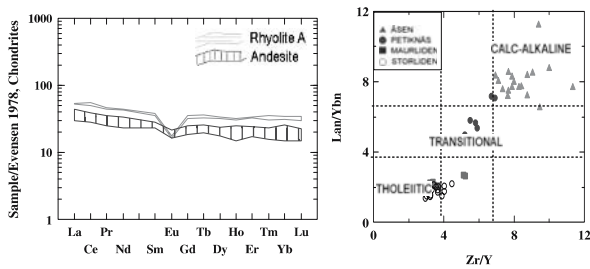 Sample/Evensen 1978, Chondrites
1000
100
10
1
Rhyolite A
Andesite
La Pr Sm Eu Tb Ho Tm Lu
Ce Nd Gd Dy Er Yb
Lan/Ybn
12
8
4
0
ÅSEN
PETIKNÄS
MAURLIDEN
STORLIDEN
CALC-ALKALINE
TRANSITIONAL
THOLEIITIC
0 4 8 12
Zr/Y